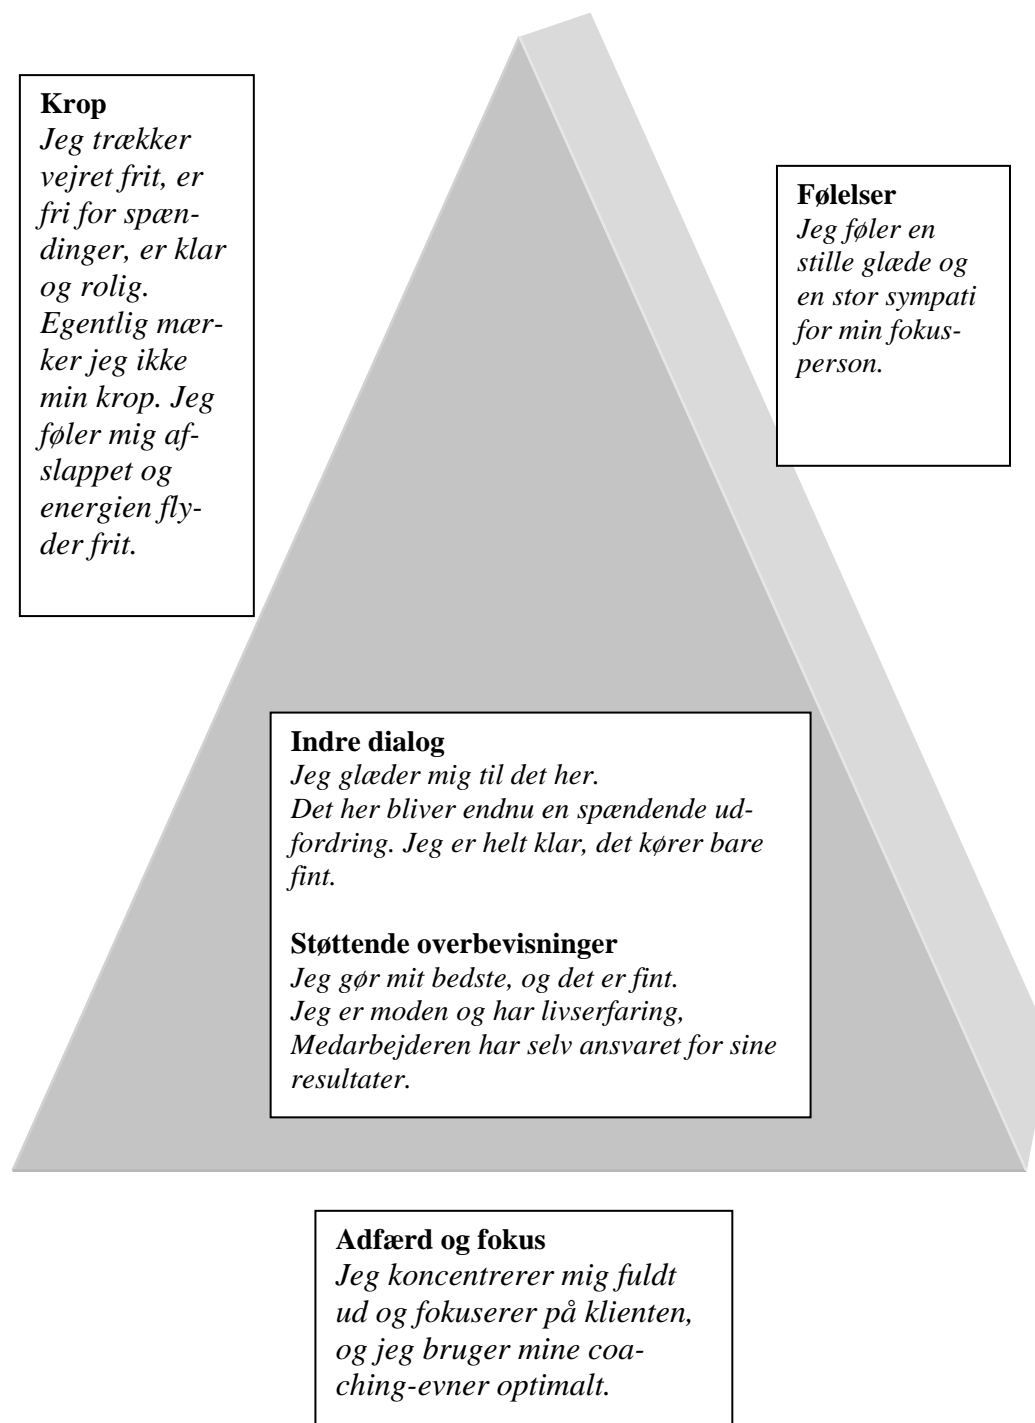 Krop
Jeg trækker
vejret frit, er
fri for spæn-
dinger, er klar
og rolig.
Egentlig mær-
ker jeg ikke
min krop. Jeg
føler mig af-
slappet og
energien fly-
der frit.
Følelser
Jeg føler en
stille glæde og
en stor sympati
for min fokus-
person.
Indre dialog
Jeg glæder mig til det her.
Det her bliver endnu en spændende ud-
fordring. Jeg er helt klar, det kører bare
fint.
Støttende overbevisninger
Jeg gør mit bedste, og det er fint.
Jeg er moden og har livserfaring,
Medarbejderen har selv ansvaret for sine
resultater.
Adfærd og fokus
Jeg koncentrerer mig fuldt
ud og fokuserer på klienten,
og jeg bruger mine coa-
ching-evner optimalt.